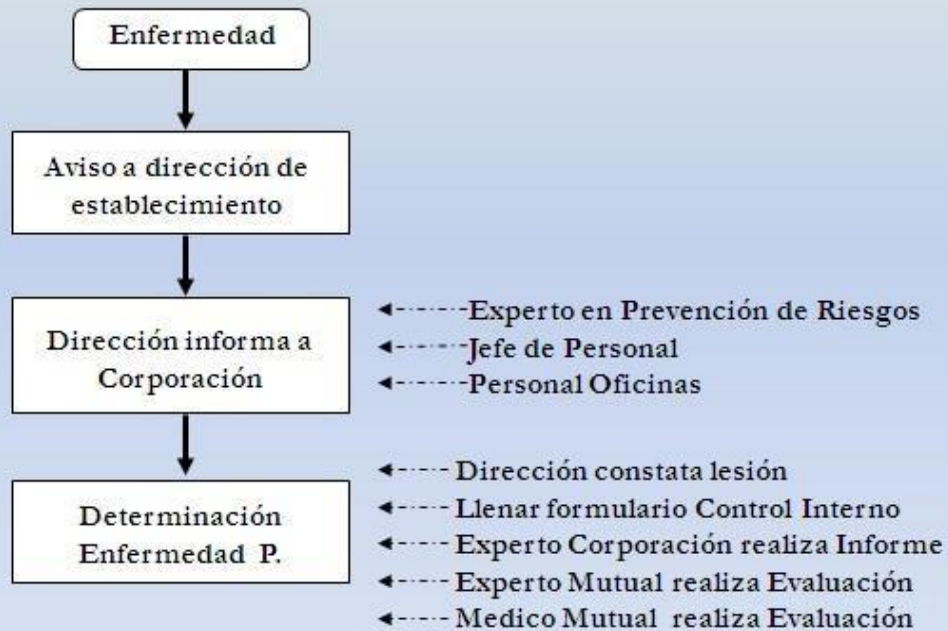 Enfermedad
Aviso a dirección de
establecimiento
Dirección informa a
Corporación
Experto en Prevención de Riesgos
Jefe de Personal
Personal Oficinas
Determinación
Enfermedad P.
Dirección constata lesión
Llenar formulario Control Interno
Experto Corporación realiza Informe
Experto Mutual realiza Evaluación
Medico Mutual realiza Evaluación